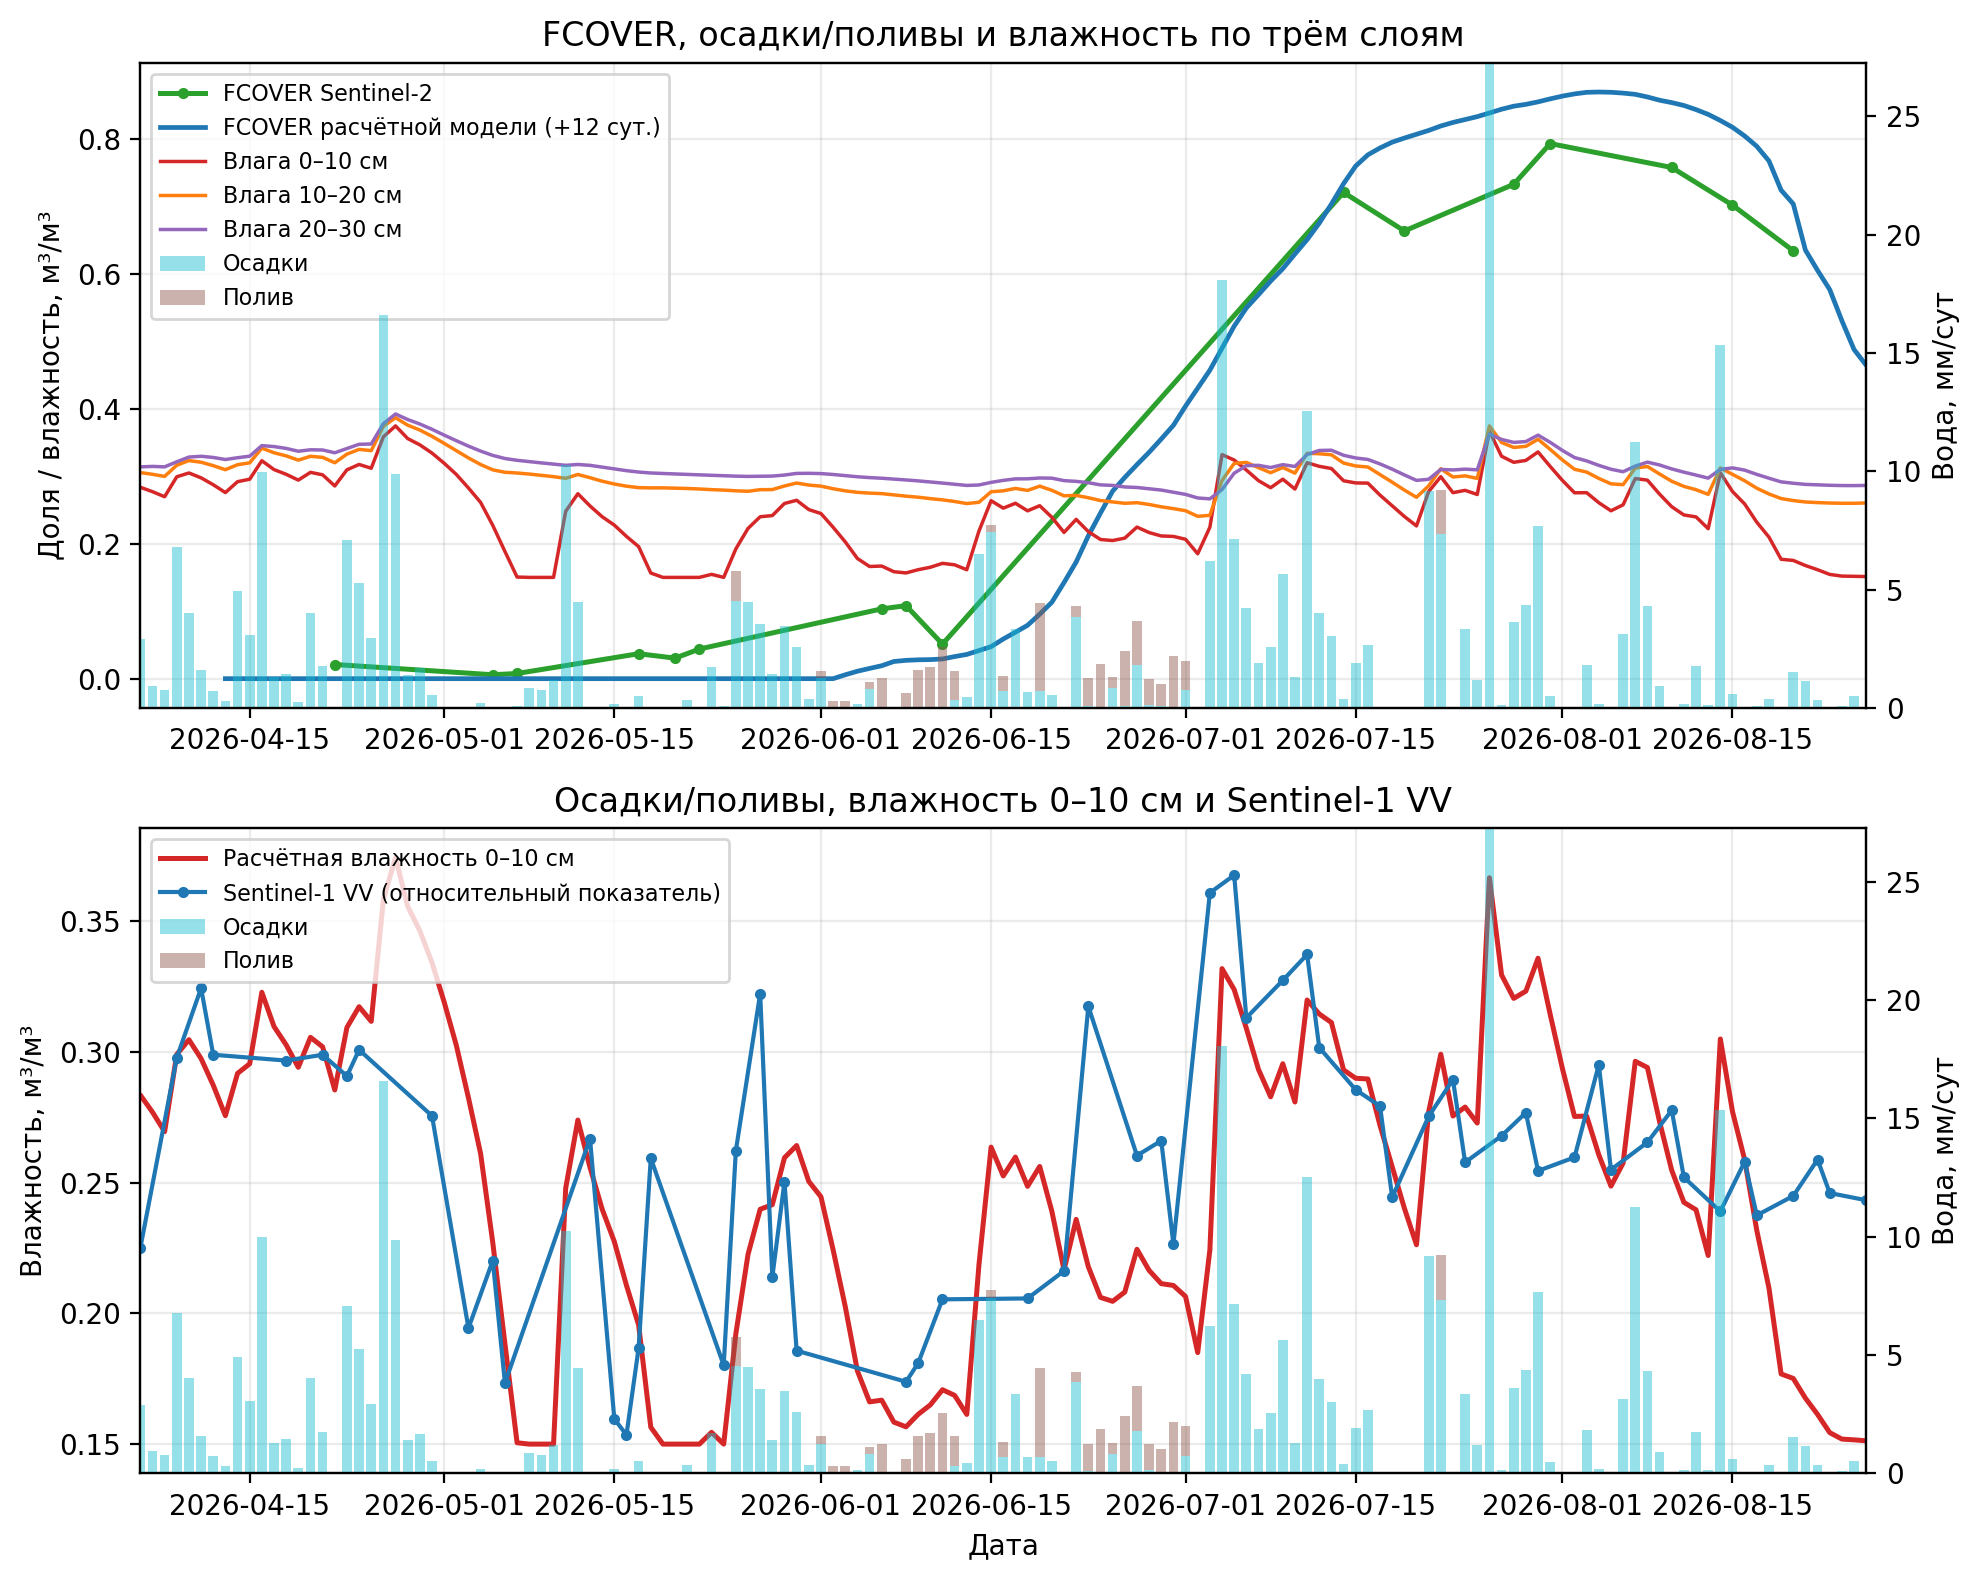 FCOVER, осадки/поливы и влажность по трём слоям
FCOVER Sentinel-2
FCOVER расчётной модели (+12 сут.)
Влага 0–10 см
Влага 10–20 см
Влага 20–30 см
Осадки
Полив
Доля / влажность, м³/м³
0.8
0.6
0.4
0.2
0.0
25
20
15
10
5
0
Вода, мм/сут
2026-04-15 2026-05-01 2026-05-15 2026-06-01 2026-06-15 2026-07-01 2026-07-15 2026-08-01 2026-08-15
Осадки/поливы, влажность 0–10 см и Sentinel-1 VV
Расчётная влажность 0–10 см
Sentinel-1 VV (относительный показатель)
Осадки
Полив
Влажность, м³/м³
0.35
0.30
0.25
0.20
0.15
25
20
15
10
5
0
Вода, мм/сут
2026-04-15 2026-05-01 2026-05-15 2026-06-01 2026-06-15 2026-07-01 2026-07-15 2026-08-01 2026-08-15
Дата